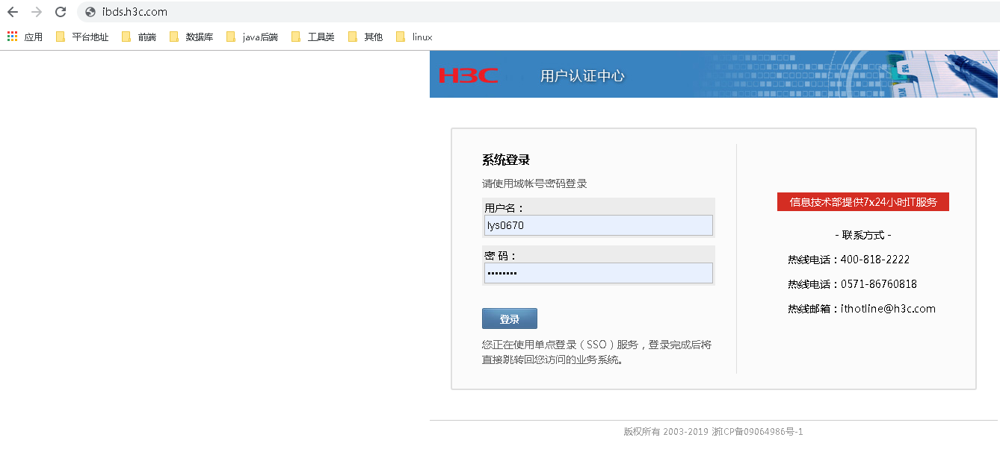 ibds.h3c.com
应用 平台地址 前端 数据库 java后端 工具类 其他 linux
H3C 用户认证中心
系统登录
请使用域帐号密码登录
用户名：
lys0670
密 码：
••••••••
登录
您正在使用单点登录（SSO）服务，登录完成后将
直接跳转回您访问的业务系统。
信息技术部提供7x24小时IT服务
- 联系方式 -
热线电话：400-818-2222
热线电话：0571-86760818
热线邮箱：ithotline@h3c.com
版权所有 2003-2019 浙ICP备09064986号-1